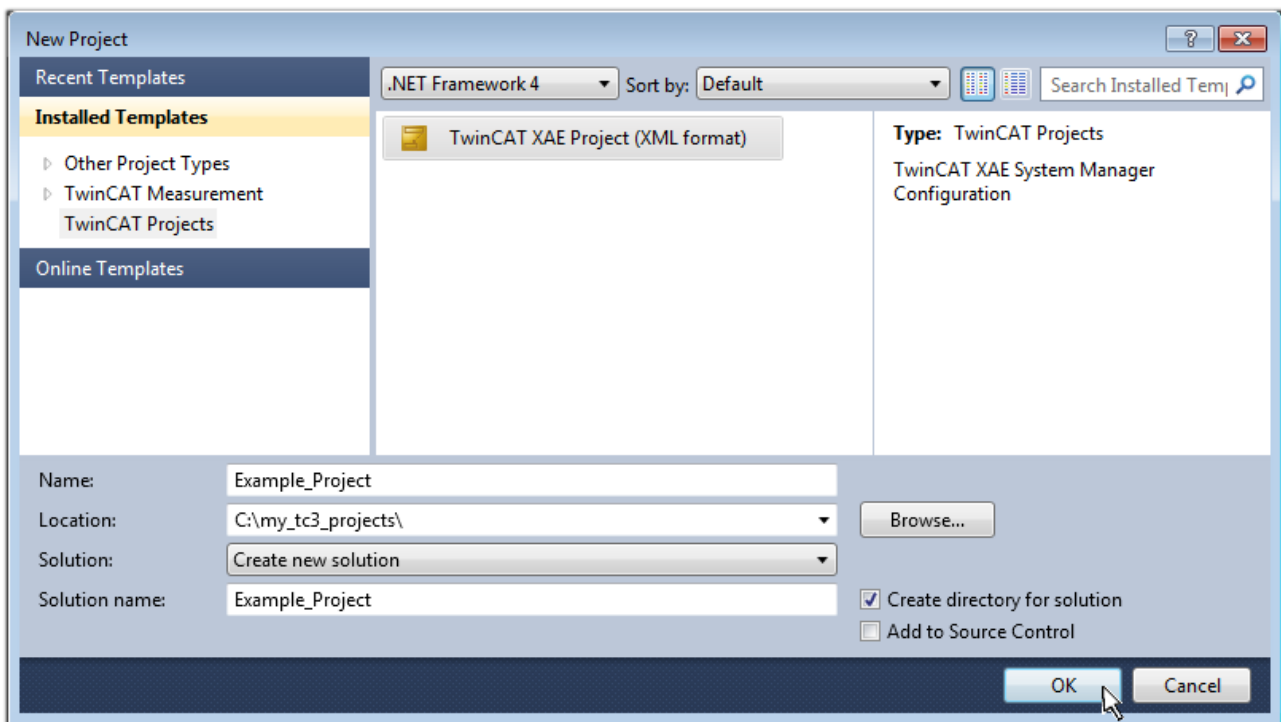 New Project
Recent Templates
Installed Templates
Other Project Types
TwinCAT Measurement
TwinCAT Projects
Online Templates
.NET Framework 4
Sort by:
Default
Search Installed
TwinCAT XAE Project (XML format)
Type: TwinCAT Projects
TwinCAT XAE System Manager
Configuration
Name:
Example_Project
Location:
C:\my_tc3_projects\
Browse...
Solution:
Create new solution
Solution name:
Example_Project
Create directory for solution
Add to Source Control
OK
Cancel